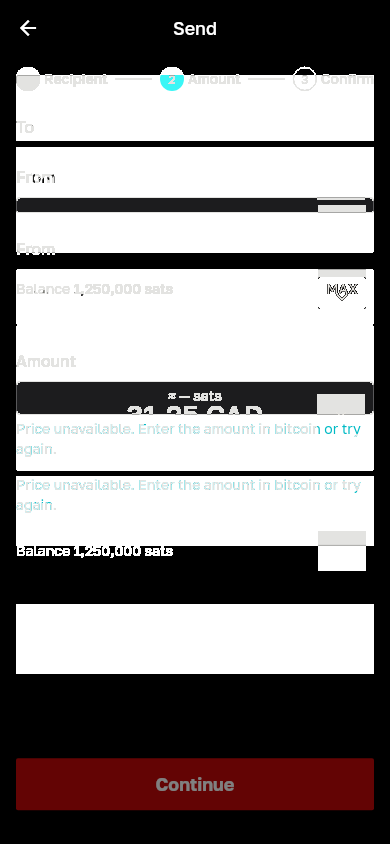 Send
Recipient 2 Amount 3 Confirm
To
From
From
Balance 1,250,000 sats MAX
Amount
≈ — sats
31.25 CAD
Price unavailable. Enter the amount in bitcoin or try
again.
Price unavailable. Enter the amount in bitcoin or try
again.
Balance 1,250,000 sats
Continue